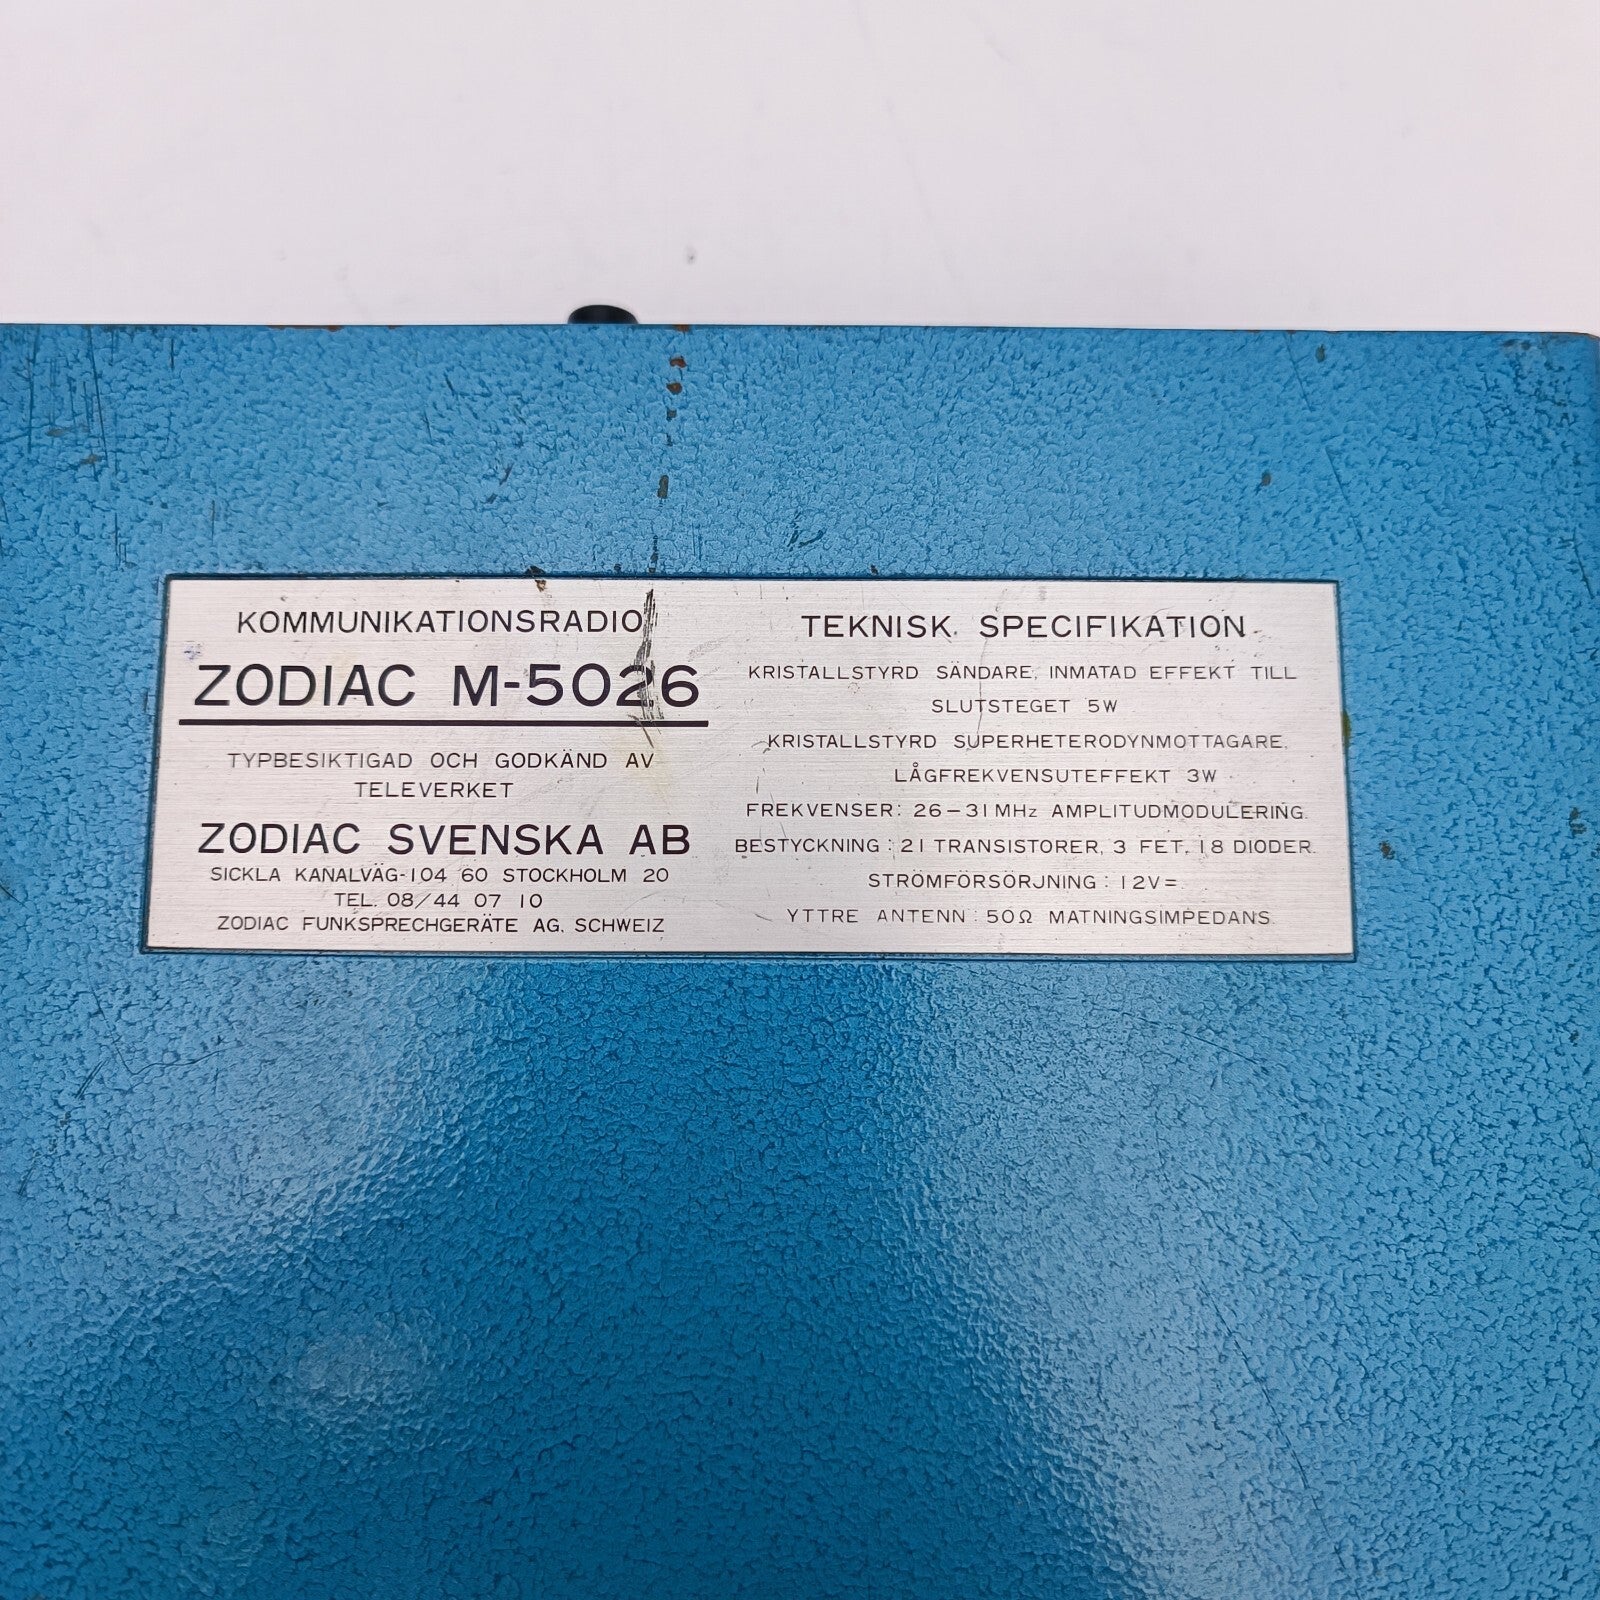 KOMMUNIKATIONSRADIO
ZODIAC M-5026
TYPBESIKTIGAD OCH GODKÄND AV
TELEVERKET
ZODIAC SVENSKA AB
SICKLA KANALVÄG-104 60 STOCKHOLM 20
TEL. 08/44 07 10
ZODIAC FUNKSPRECHGERÄTE AG. SCHWEIZ
TEKNISK SPECIFIKATION
KRISTALLSTYRD SÄNDARE, INMATAD EFFEKT TILL
SLUTSTEGET 5W
KRISTALLSTYRD SUPERHETERODYNMOTTAGARE.
LÅGFREKVENSUTEFFEKT 3W
FREKVENSER: 26-31MHz AMPLITUDMODULERING.
BESTYCKNING: 21 TRANSISTORER, 3 FET, 18 DIODER.
STRÖMFÖRSÖRJNING: 12V=.
YTTRE ANTENN: 50Ω MATNINGSIMPEDANS.